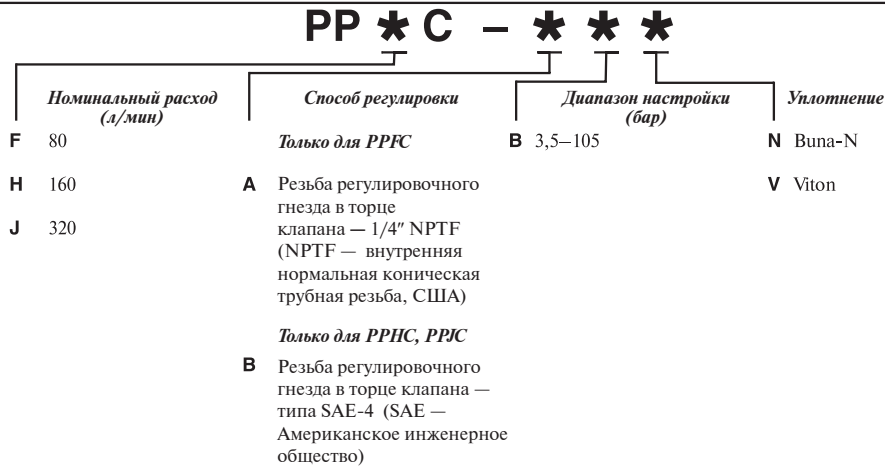 PP * C – * * *
Номинальный расход
(л/мин)
F 80
H 160
J 320
Способ регулировки
Только для PPFC
A Резьба регулировочного
гнезда в торце
клапана — 1/4″ NPTF
(NPTF — внутренняя
нормальная коническая
трубная резьба, США)
Только для PPHC, PPJC
B Резьба регулировочного
гнезда в торце клапана —
типа SAE-4 (SAE —
Американское инженерное
общество)
Диапазон настройки
(бар)
B 3,5–105
Уплотнение
N Buna-N
V Viton